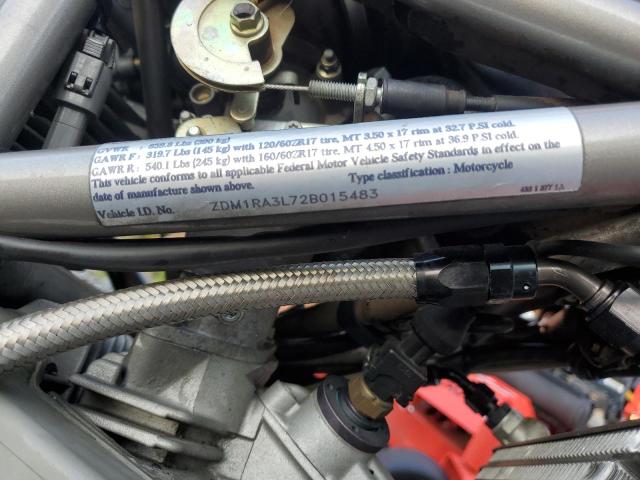 GVWR : 859.8 Lbs (390 kg)
GAWR F : 319.7 Lbs (145 kg) with 120/60ZR17 tire, MT 3.50 x 17 rim at 32.7 P.SI cold.
GAWR R : 540.1 Lbs (245 kg) with 160/60ZR17 tire, MT 4.50 x 17 rim at 36.9 P.SI cold.
This vehicle conforms to all applicable Federal Motor Vehicle Safety Standards in effect on the
date of manufacture shown above. Type classification : Motorcycle
Vehicle I.D. No. ZDM1RA3L72B015483